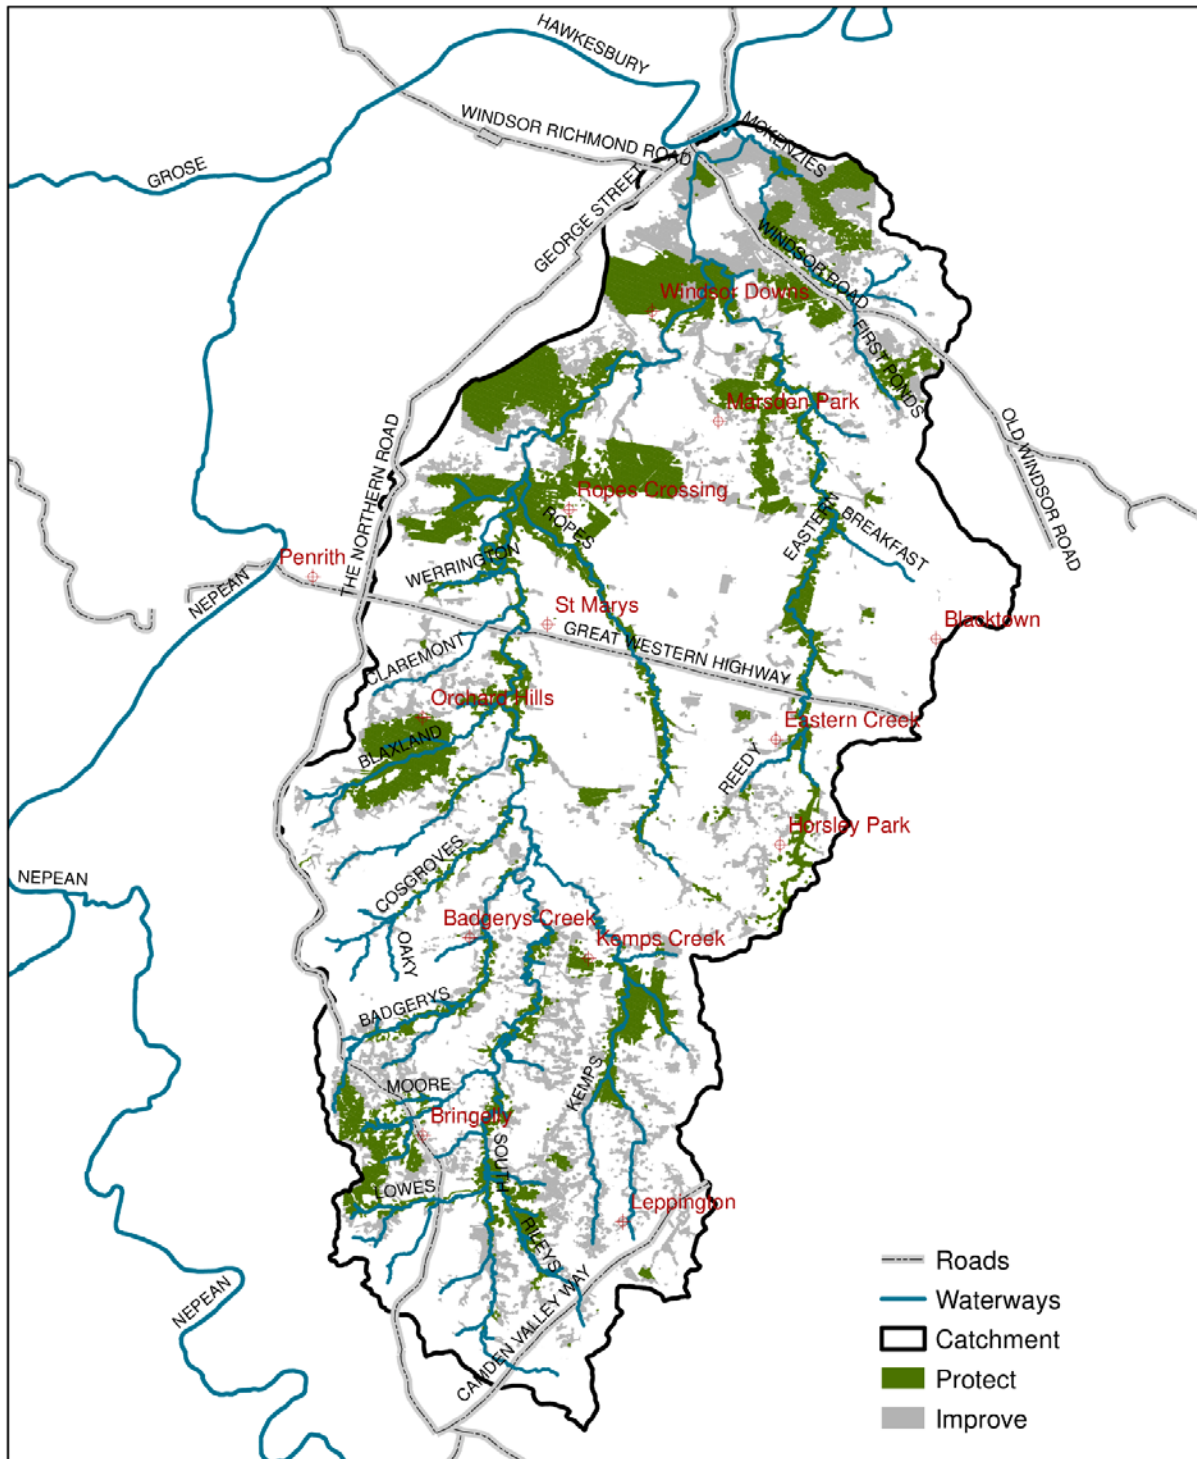 HAWKESBURY
WINDSOR RICHMOND ROAD
MCKENZIES
GROSE
GEORGE STREET
WINDSOR ROAD
Windsor Downs
FIRST PONDS
Marsden Park
OLD WINDSOR ROAD
THE NORTHERN ROAD
Ropes Crossing
ROPES
EASTERN
BREAKFAST
WERRINGTON
Penrith
NEPEAN
St Marys
GREAT WESTERN HIGHWAY
Blacktown
CLAREMONT
Orchard Hills
BLAXLAND
Eastern Creek
REEDY
Horsley Park
COSGROVES
NEPEAN
Badgerys Creek
OAKY
Kemps Creek
BADGERYS
KEMPS
MOORE
Bringelly
SOUTH
LOWES
Leppington
RILEYS
NEPEAN
CAMDEN VALLEY WAY
Roads
Waterways
Catchment
Protect
Improve